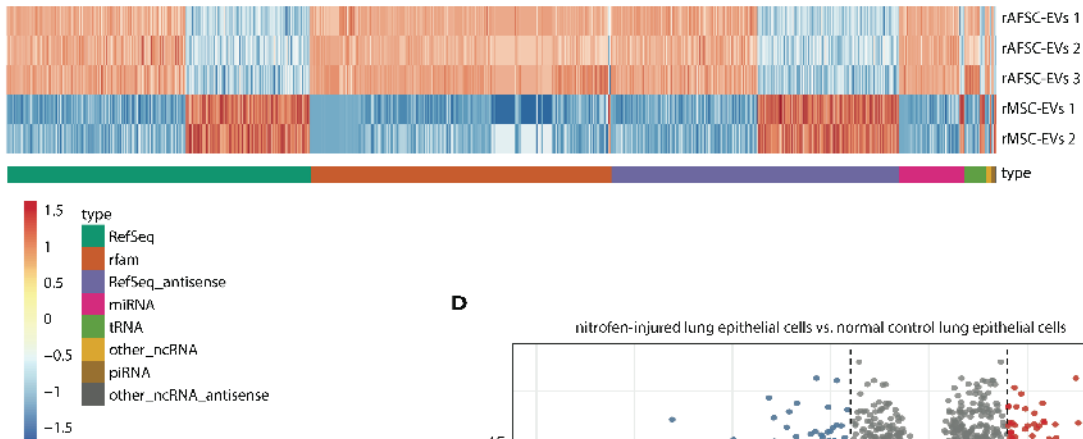 rAFSC-EVs 1
rAFSC-EVs 2
rAFSC-EVs 3
rMSC-EVs 1
rMSC-EVs 2
type
1.5
1
0.5
0
−0.5
−1
−1.5
type
RefSeq
rfam
RefSeq_antisense
miRNA
tRNA
other_ncRNA
piRNA
other_ncRNA_antisense
D
nitrofen-injured lung epithelial cells vs. normal control lung epithelial cells